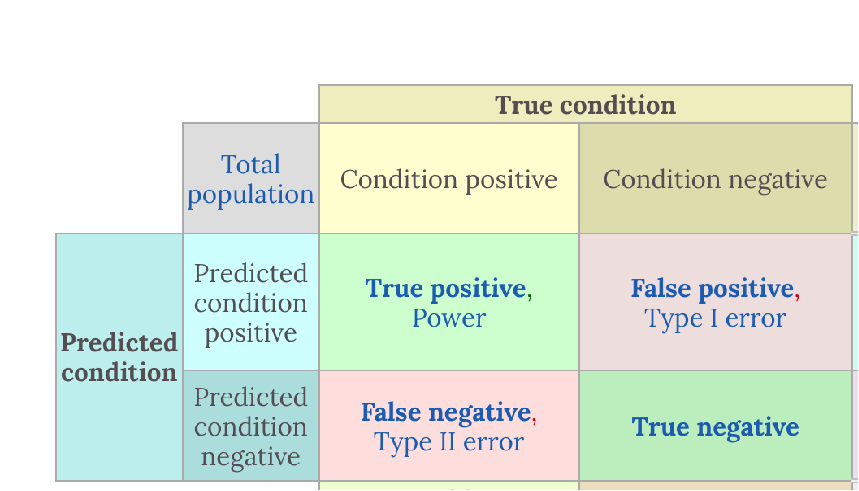 True condition
Total
population
Condition positive
Condition negative
Predicted
condition
Predicted
condition
positive
True positive,
Power
False positive,
Type I error
Predicted
condition
negative
False negative,
Type II error
True negative